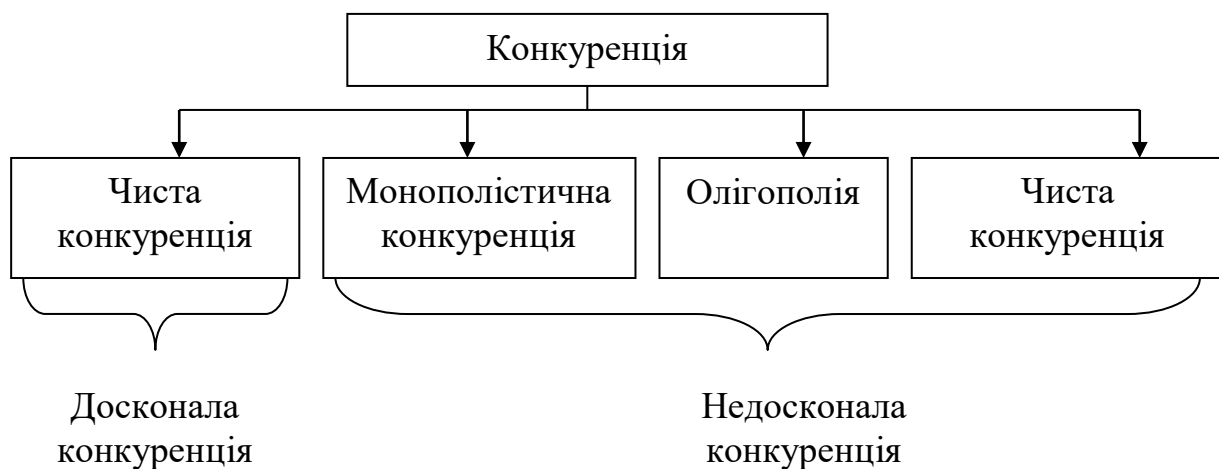 Конкуренція
Чиста
конкуренція
Монополістична
конкуренція
Олігополія
Чиста
конкуренція
Досконала
конкуренція
Недосконала
конкуренція